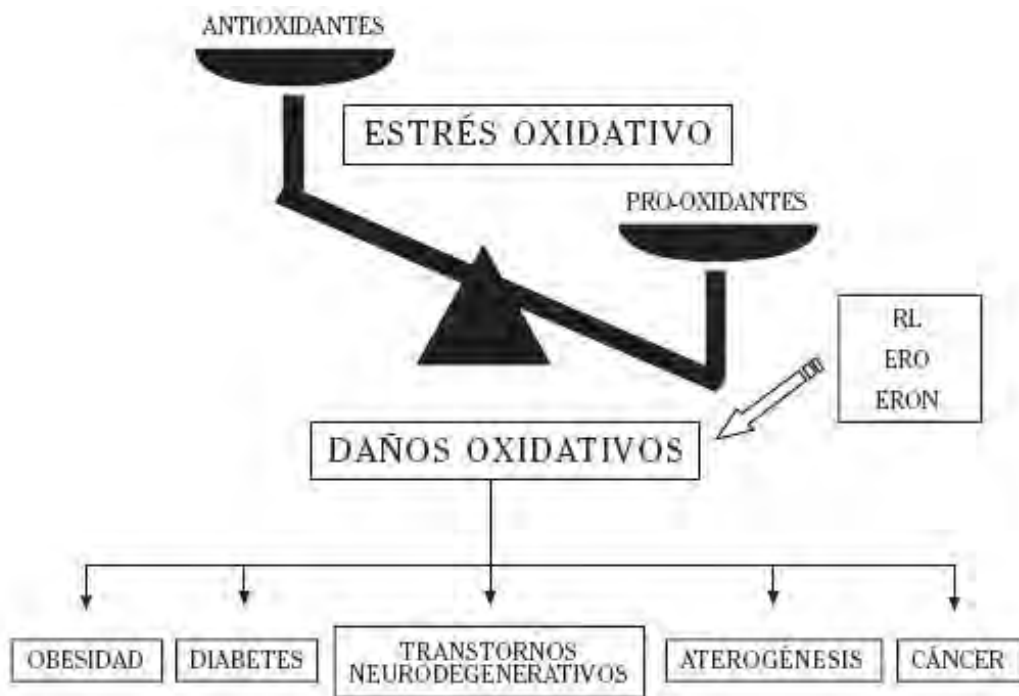 ANTIOXIDANTES
ESTRÉS OXIDATIVO
PRO-OXIDANTES
RL
ERO
ERON
DAÑOS OXIDATIVOS
OBESIDAD
DIABETES
TRANSTORNOS
NEURODEGENERATIVOS
ATEROGÉNESIS
CÁNCER